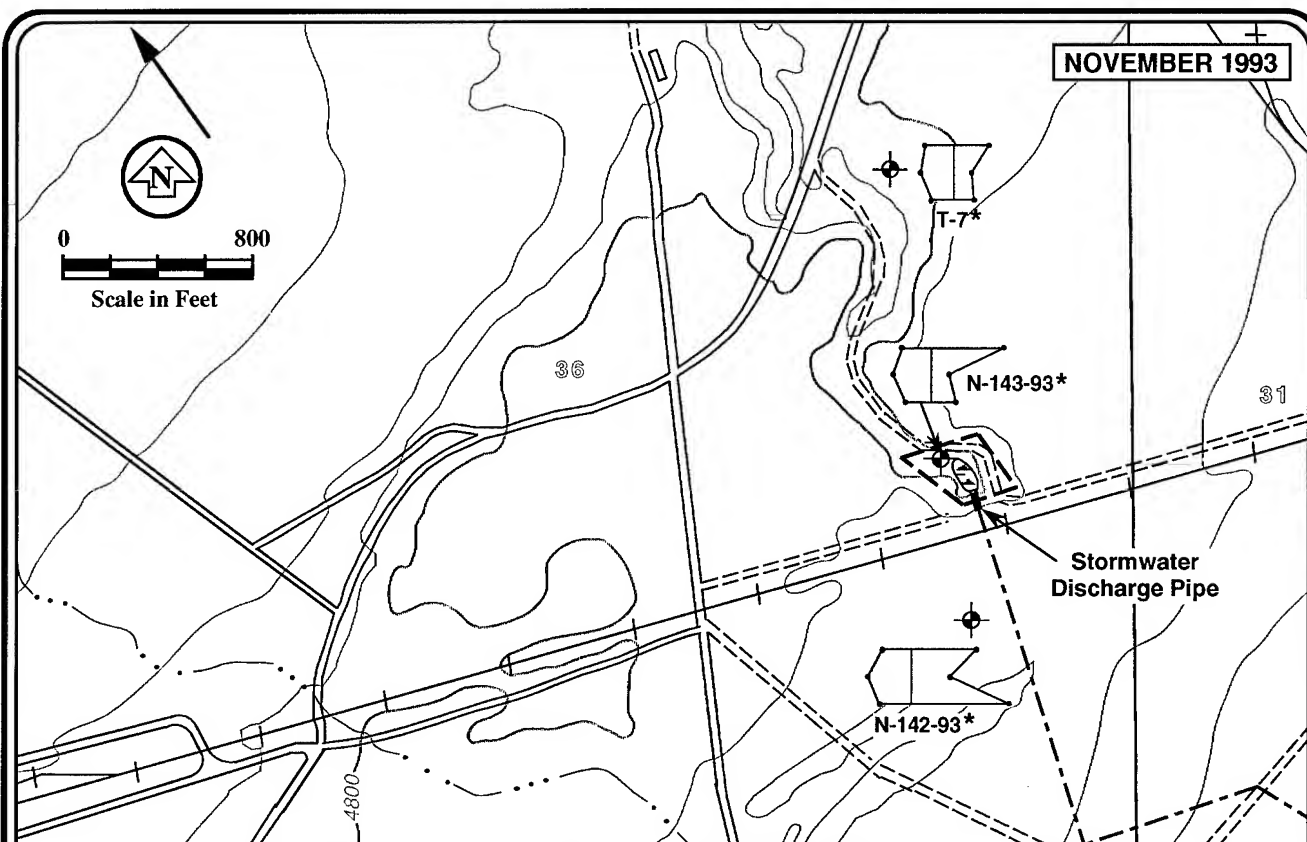 NOVEMBER 1993
N
0 800
Scale in Feet
T-7*
36
N-143-93*
31
Stormwater
Discharge Pipe
N-142-93*
4800